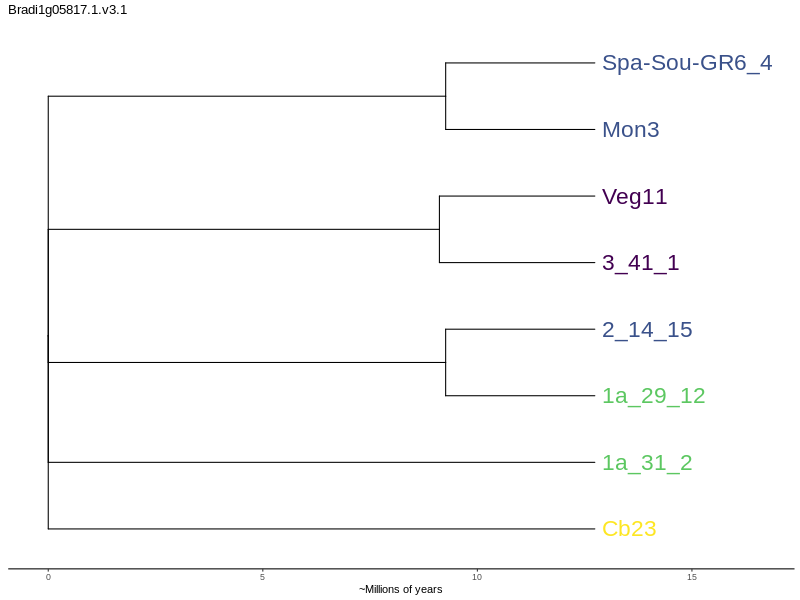 Bradi1g05817.1.v3.1
Spa-Sou-GR6_4
Mon3
Veg11
3_41_1
2_14_15
1a_29_12
1a_31_2
Cb23
0 5 10 15
~Millions of years